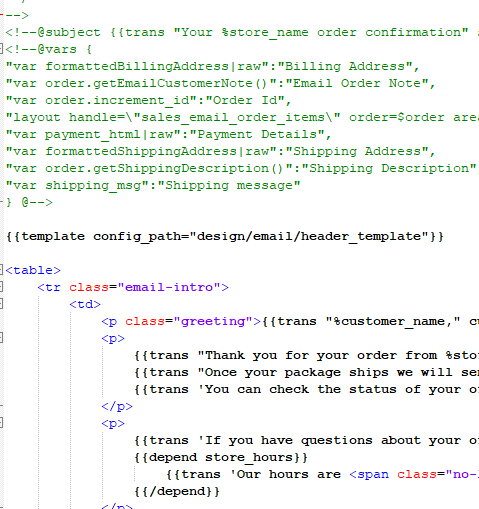 -->
<!--@subject {{trans "Your %store_name order confirmation"
<!--@vars {
"var formattedBillingAddress|raw":"Billing Address",
"var order.getEmailCustomerNote()":"Email Order Note",
"var order.increment_id":"Order Id",
"layout handle=\"sales_email_order_items\" order=$order area
"var payment_html|raw":"Payment Details",
"var formattedShippingAddress|raw":"Shipping Address",
"var order.getShippingDescription()":"Shipping Description"
"var shipping_msg":"Shipping message"
} @-->
{{template config_path="design/email/header_template"}}
<table>
<tr class="email-intro">
<td>
<p class="greeting">{{trans "%customer_name," cu
<p>
{{trans "Thank you for your order from %sto
{{trans "Once your package ships we will sen
{{trans 'You can check the status of your o
</p>
<p>
{{trans 'If you have questions about your o
{{depend store_hours}}
{{trans 'Our hours are <span class="no-l
{{/depend}}
</p>